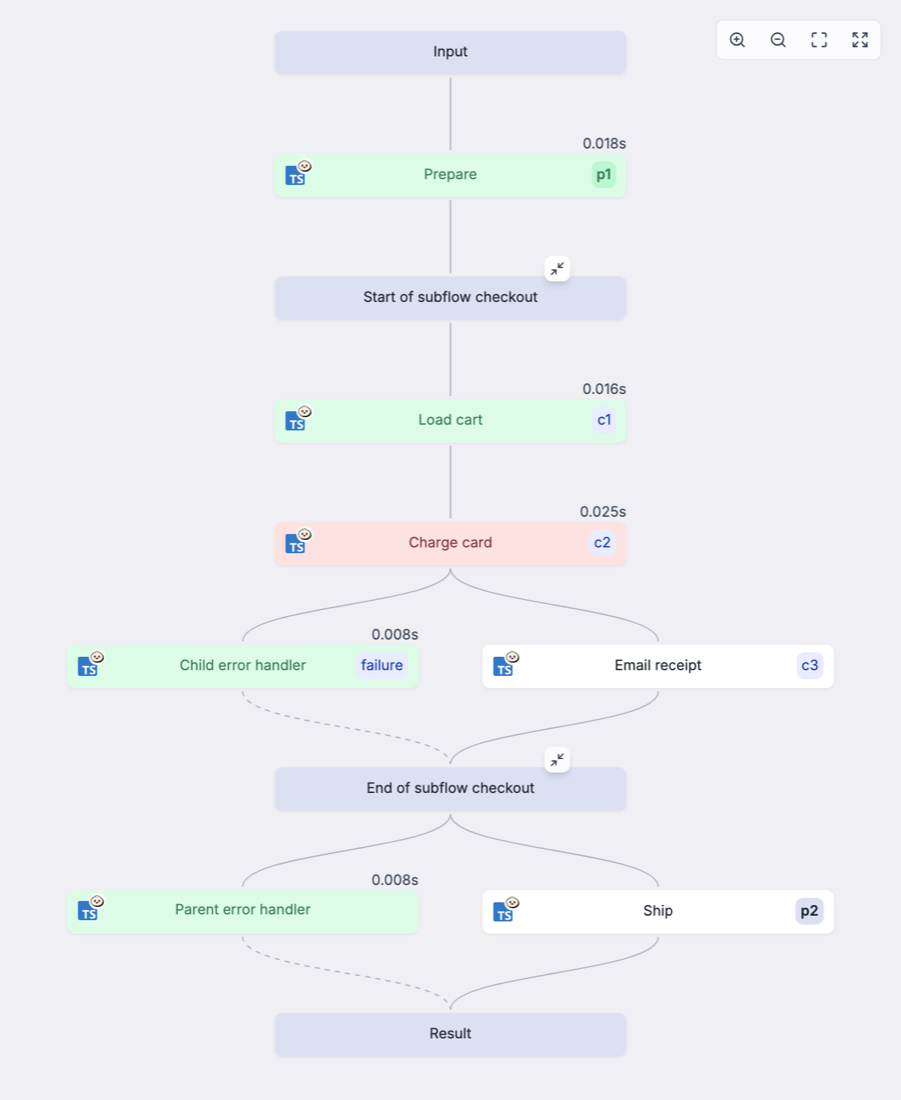 Input
0.018s
TS Prepare p1
Start of subflow checkout
0.016s
TS Load cart c1
0.025s
TS Charge card c2
0.008s
TS Child error handler failure
TS Email receipt c3
End of subflow checkout
0.008s
TS Parent error handler
TS Ship p2
Result